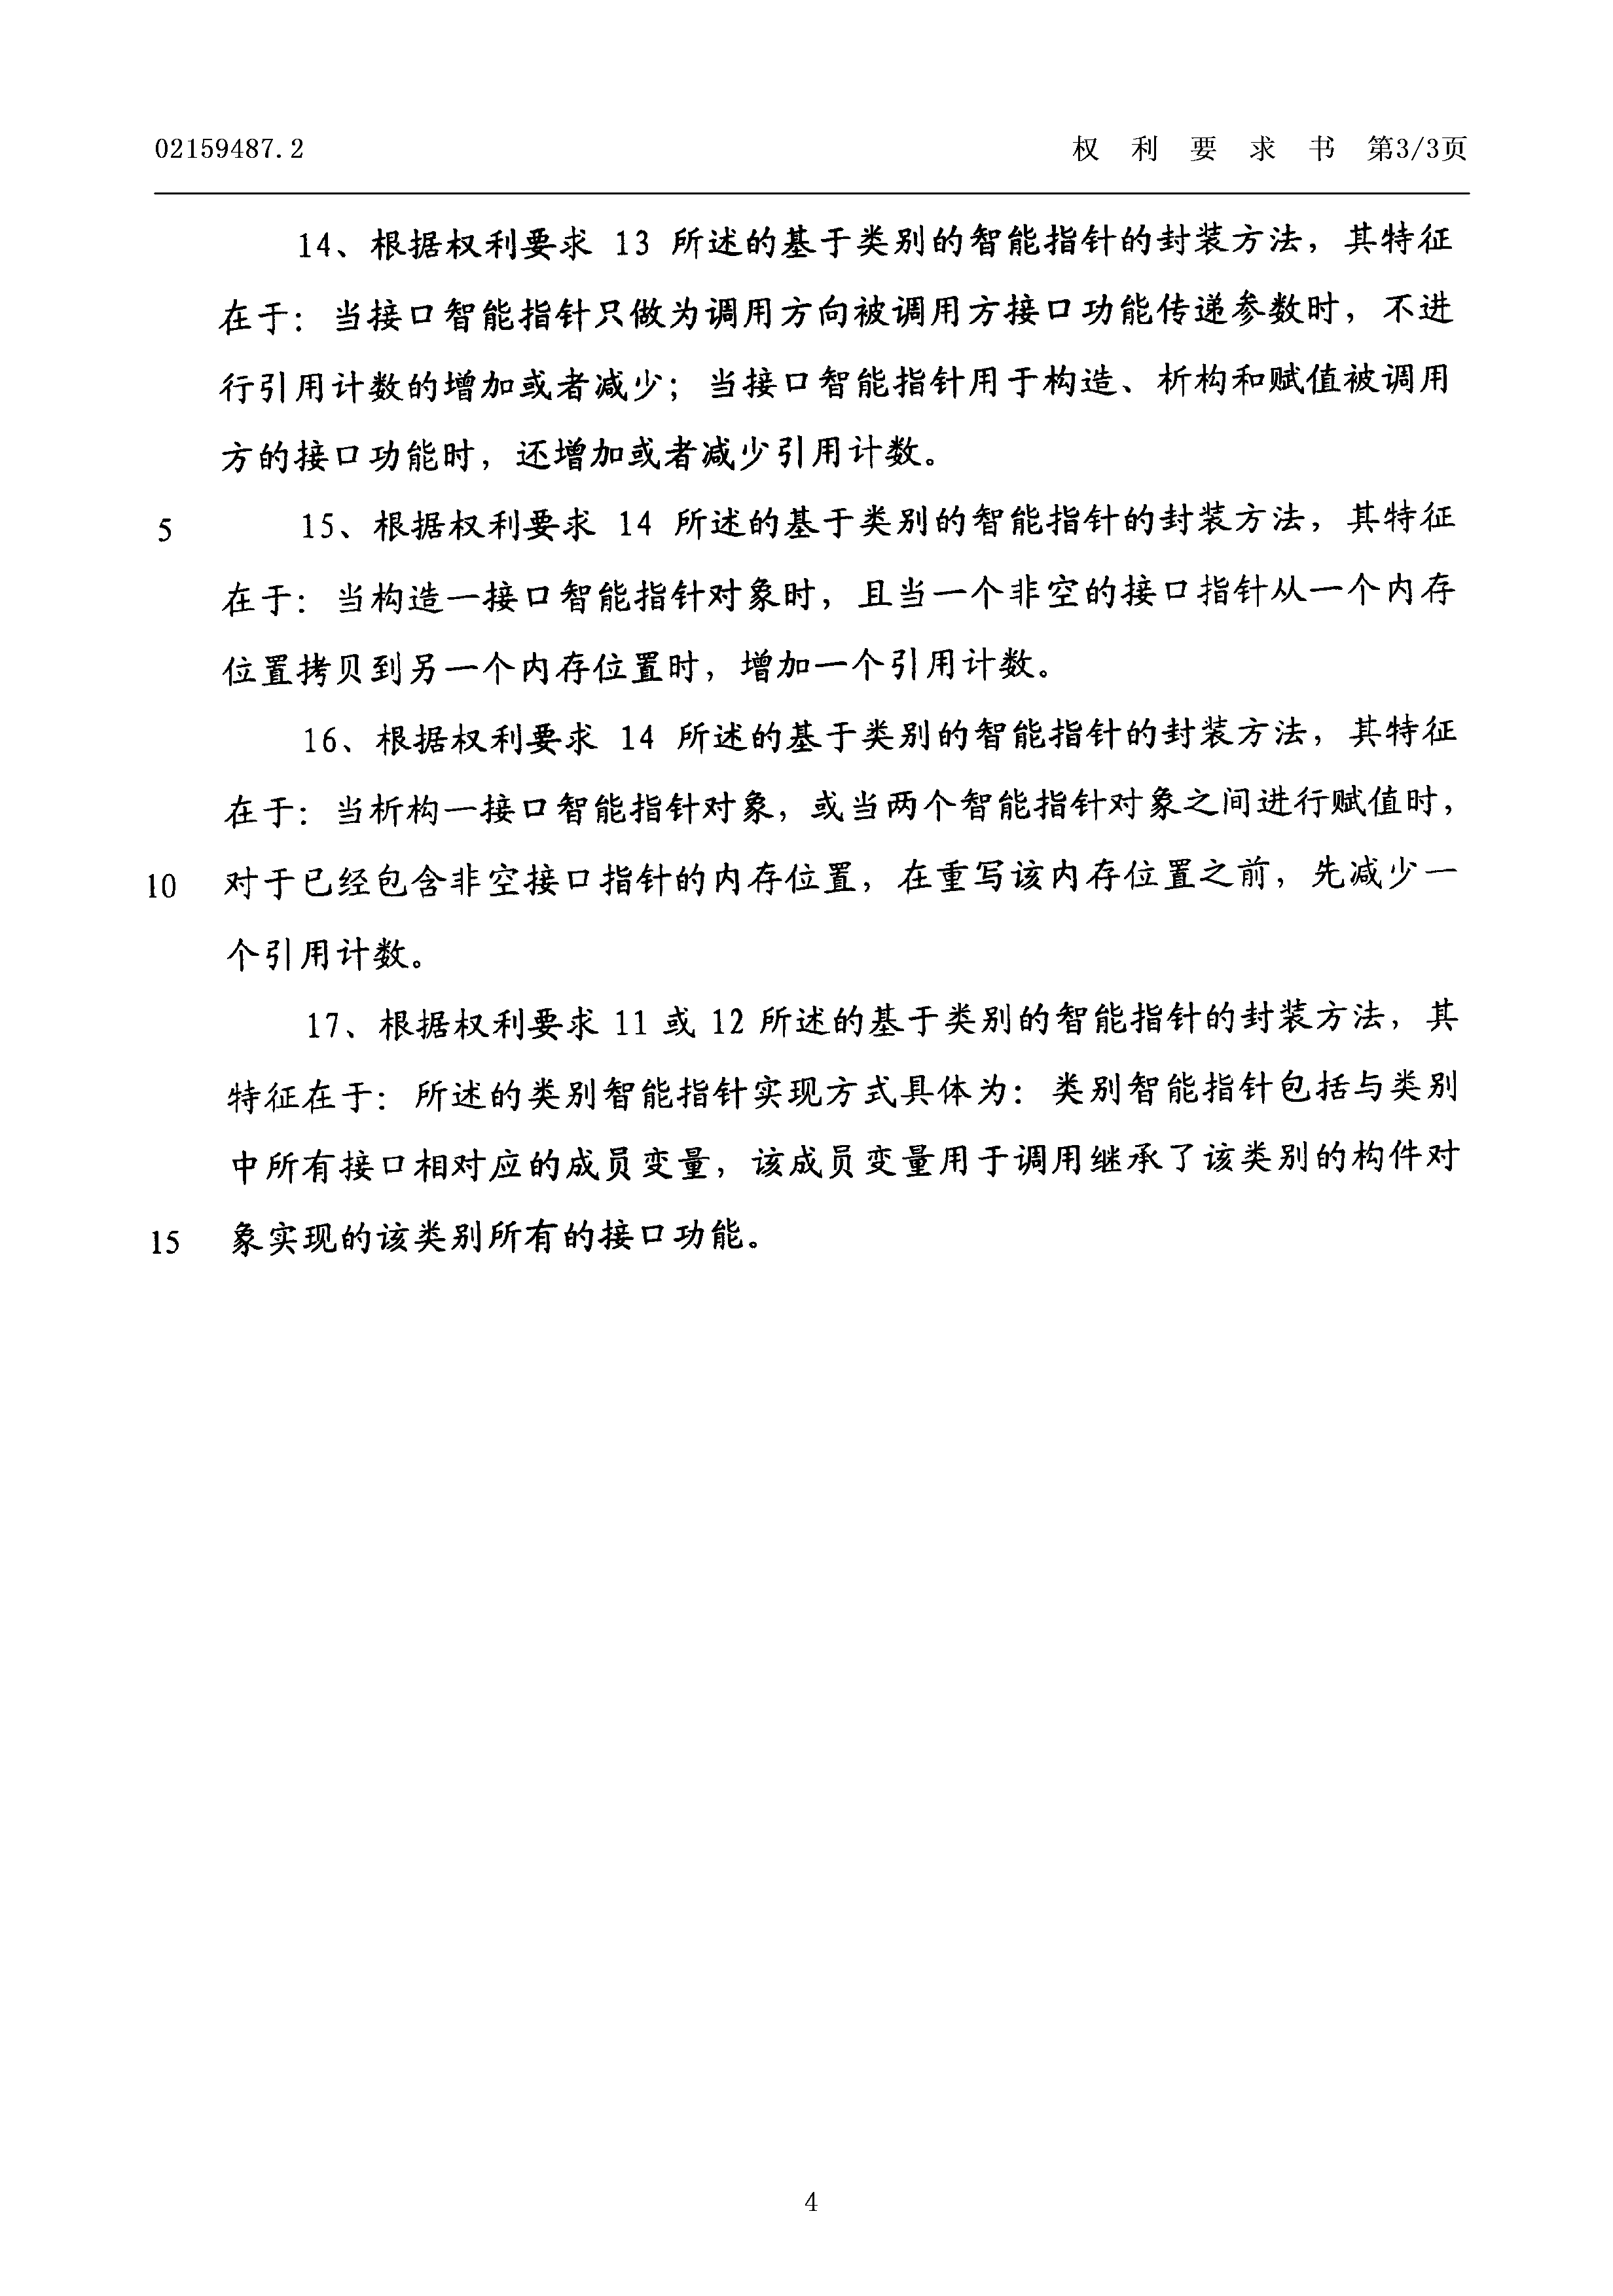 02159487.2 权 利 要 求 书 第3/3页
14、根据权利要求 13 所述的基于类别的智能指针的封装方法，其特征
在于：当接口智能指针只做为调用方向被调用方接口功能传递参数时，不进
行引用计数的增加或者减少；当接口智能指针用于构造、析构和赋值被调用
方的接口功能时，还增加或者减少引用计数。
5 15、根据权利要求 14 所述的基于类别的智能指针的封装方法，其特征
在于：当构造一接口智能指针对象时，且当一个非空的接口指针从一个内存
位置拷贝到另一个内存位置时，增加一个引用计数。
16、根据权利要求 14 所述的基于类别的智能指针的封装方法，其特征
在于：当析构一接口智能指针对象，或当两个智能指针对象之间进行赋值时，
10 对于已经包含非空接口指针的内存位置，在重写该内存位置之前，先减少一
个引用计数。
17、根据权利要求 11 或 12 所述的基于类别的智能指针的封装方法，其
特征在于：所述的类别智能指针实现方式具体为：类别智能指针包括与类别
中所有接口相对应的成员变量，该成员变量用于调用继承了该类别的构件对
15 象实现的该类别所有的接口功能。
4